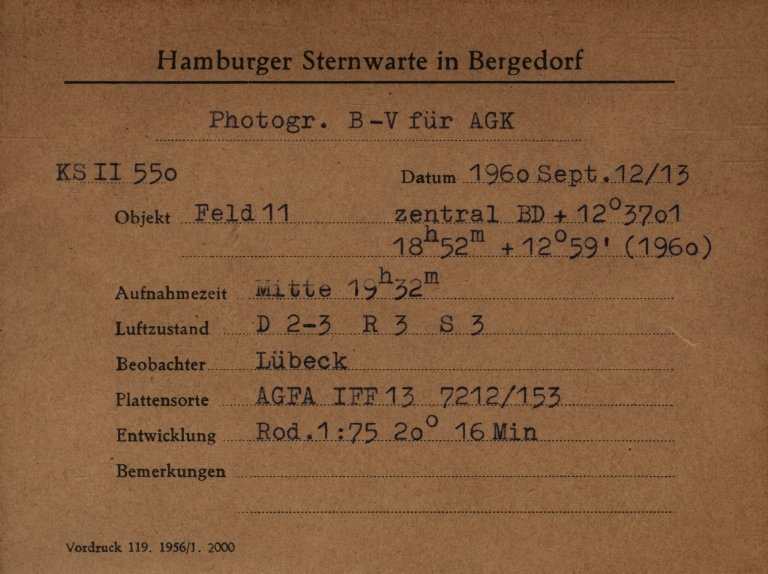 Hamburger Sternwarte in Bergedorf
Photogr. B-V für AGK
KS II 55o Datum 196o Sept.12/13
Objekt Feld 11 zentral BD + 12°37o1
18h52m + 12°59' (196o)
Aufnahmezeit Mitte 19h32m
Luftzustand D 2-3 R 3 S 3
Beobachter Lübeck
Plattensorte AGFA IFF 13 7212/153
Entwicklung Rod.1:75 2o° 16 Min
Bemerkungen
Vordruck 119. 1956/1. 2000